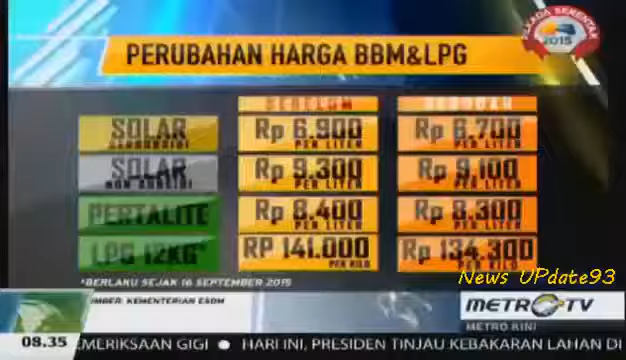 PILKADA SERENTAK
2015
PERUBAHAN HARGA BBM&LPG
SEBELUM SESUDAH
SOLAR Rp 6.900 Rp 6.700
BERSUBSIDI PER LITER PER LITER
SOLAR Rp 9.300 Rp 9.100
NON SUBSIDI PER LITER PER LITER
PERTALITE Rp 8.400 Rp 8.300
PER LITER PER LITER
LPG 12KG* RP 141.000 Rp 134.300
PER KILO PER KILO
*BERLAKU SEJAK 16 SEPTEMBER 2015
News UPdate93
SUMBER: KEMENTERIAN ESDM
METRO TV
METRO KINI
08.35 EMERIKSAAN GIGI ● HARI INI, PRESIDEN TINJAU KEBAKARAN LAHAN DI